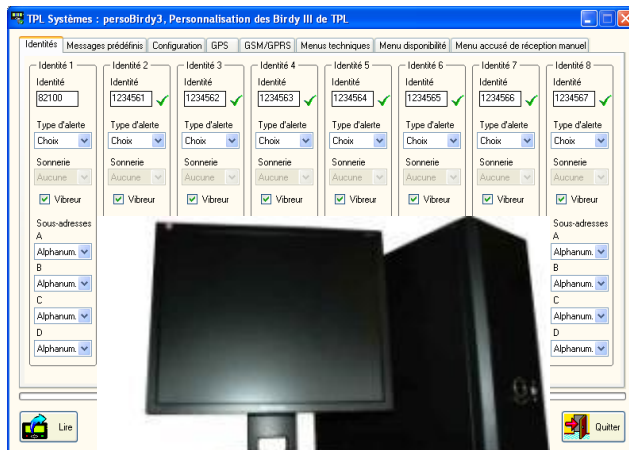 TPL Systèmes : persoBirdy3, Personnalisation des Birdy III de TPL
Identités Messages prédéfinis Configuration GPS GSM/GPRS Menus techniques Menu disponibilité Menu accusé de réception manuel
Identité 1 Identité 2 Identité 3 Identité 4 Identité 5 Identité 6 Identité 7 Identité 8
Identité Identité Identité Identité Identité Identité Identité Identité
82100 1234561 1234562 1234563 1234564 1234565 1234566 1234567
Type d'alerte Type d'alerte Type d'alerte Type d'alerte Type d'alerte Type d'alerte Type d'alerte Type d'alerte
Choix Choix Choix Choix Choix Choix Choix Choix
Sonnerie Sonnerie Sonnerie Sonnerie Sonnerie Sonnerie Sonnerie Sonnerie
Aucune Aucune Aucune Aucune Aucune Aucune Aucune Aucune
Vibreur Vibreur Vibreur Vibreur Vibreur Vibreur Vibreur Vibreur
Sous-adresses Sous-adresses
A A
Alphanum. Alphanum.
B B
Alphanum. Alphanum.
C C
Alphanum. Alphanum.
D D
Alphanum. Alphanum.
Lire Quitter